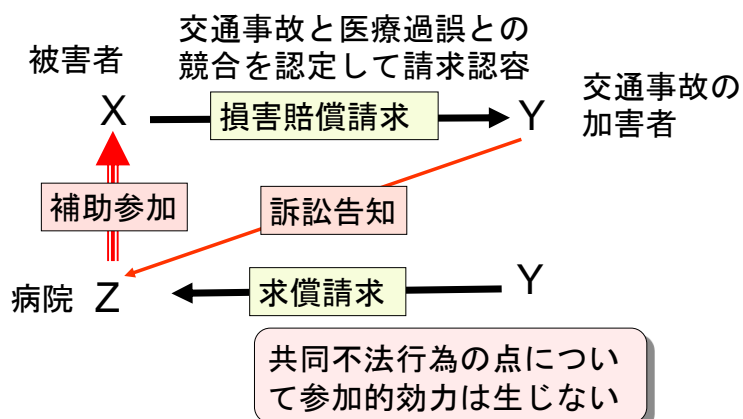 交通事故と医療過誤との
競合を認定して請求認容
被害者
X
損害賠償請求
Y
交通事故の
加害者
補助参加
訴訟告知
病院 Z
求償請求
Y
共同不法行為の点につい
て参加的効力は生じない